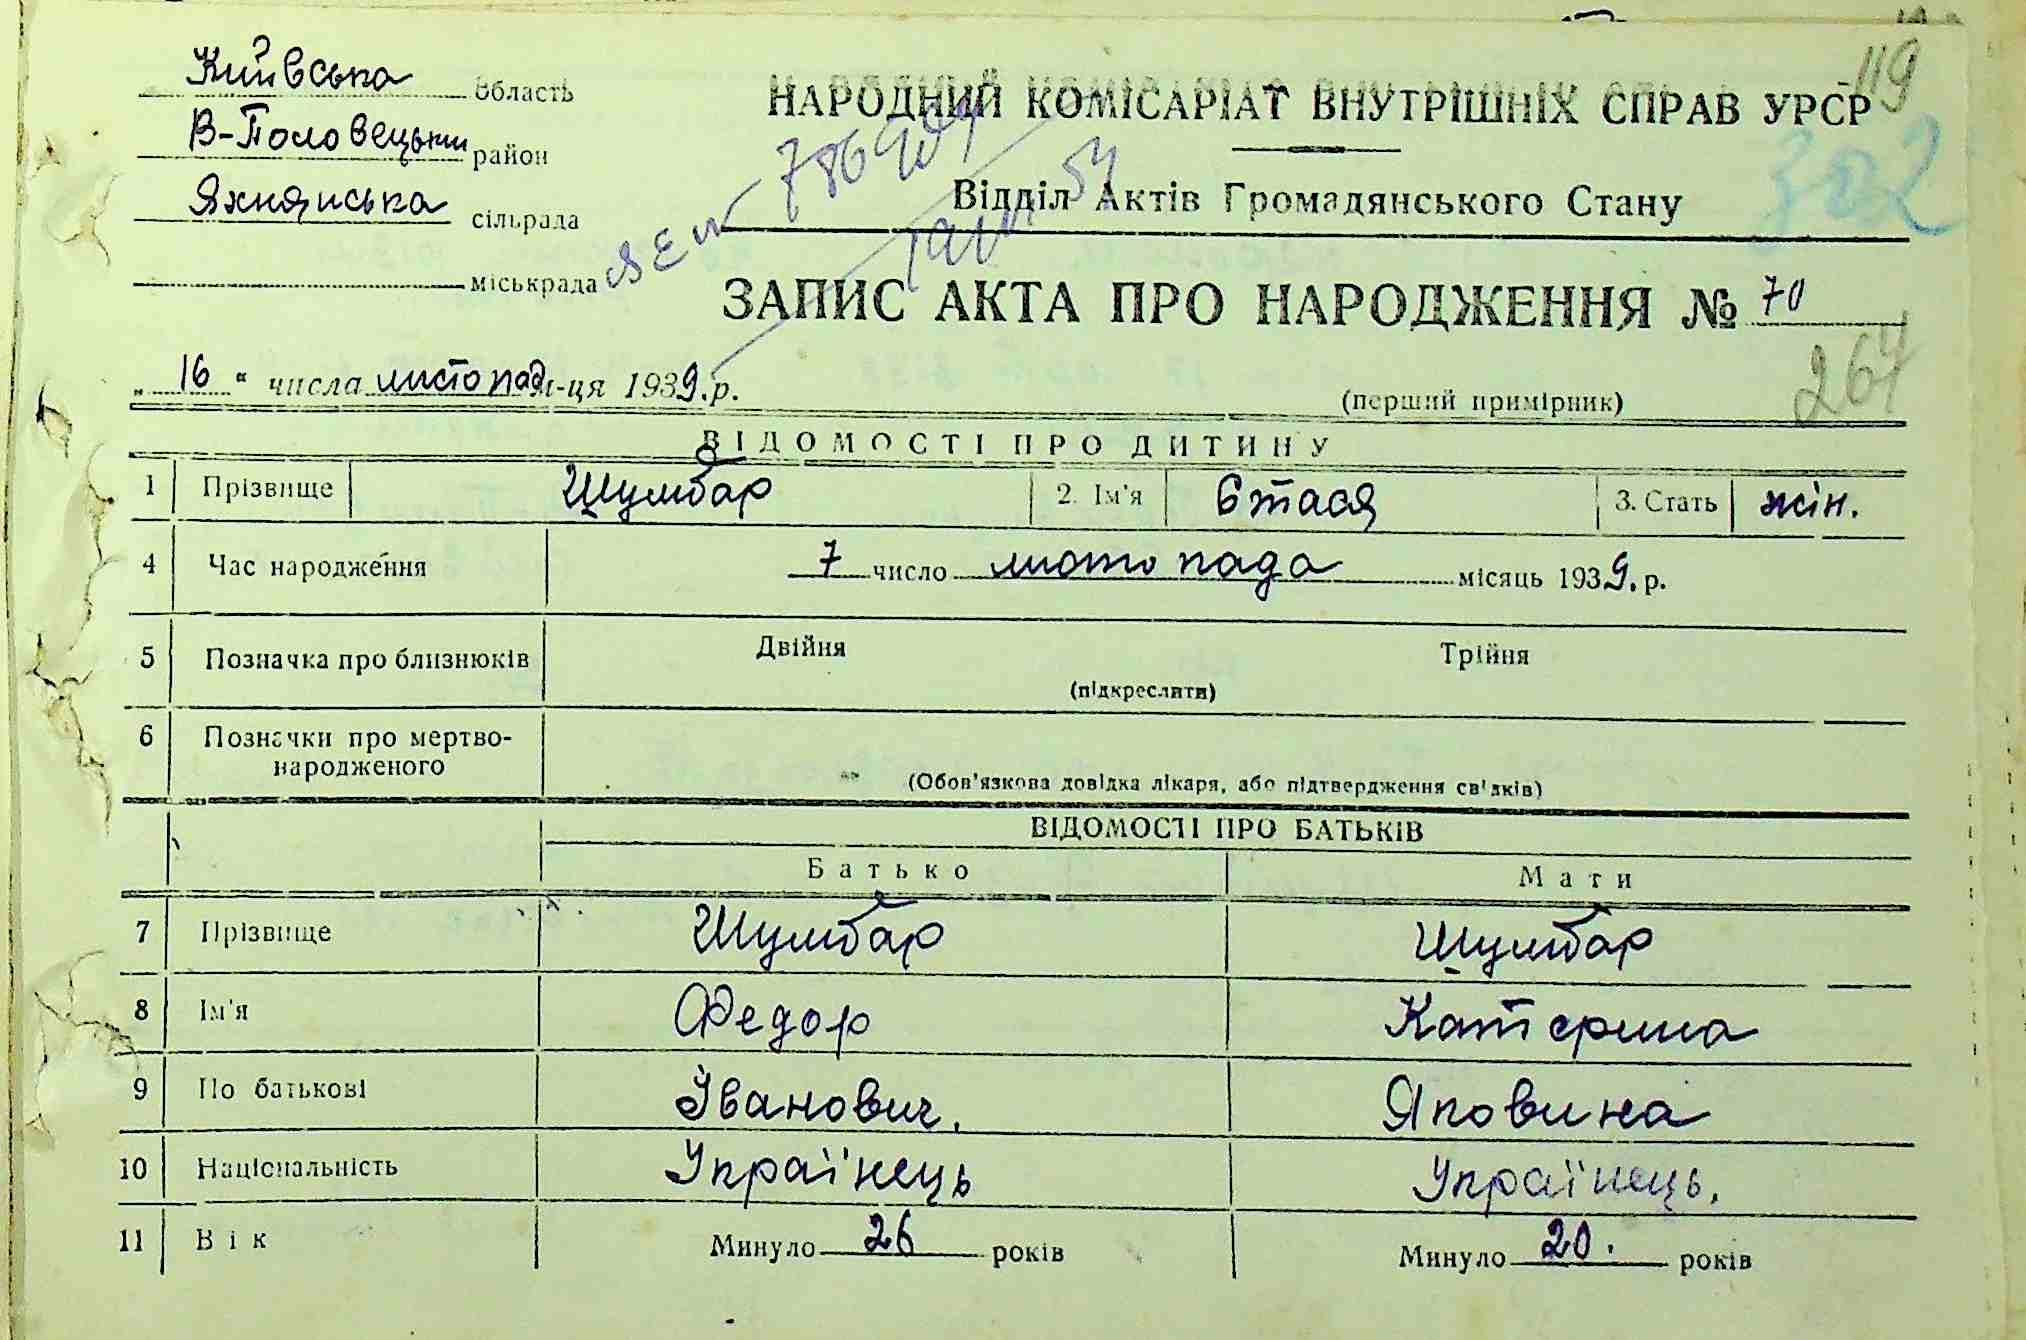 Київська область
НАРОДНИЙ КОМІСАРІАТ ВНУТРІШНІХ СПРАВ УРСР
119
В-Половецький район
Відділ Актів Громадянського Стану
302
Яхнянська сільрада
міськрада
ЗАПИС АКТА ПРО НАРОДЖЕННЯ № 70
„16“ числа листопад м-ця 1939.р.
(перший примірник)
264
ВІДОМОСТІ ПРО ДИТИНУ
1 Прізвище Шумбар 2. Ім'я Стася 3. Стать жін.
4 Час народження 7 число листопада місяць 1939.р.
5 Позначка про близнюків Двійня Трійня
(підкреслити)
6 Позначки про мертво-
народженого
(Обов'язкова довідка лікаря, або підтвердження свідків)
ВІДОМОСТІ ПРО БАТЬКІВ
Батько Мати
7 Прізвище Шумбар Шумбар
8 Ім'я Федор Катерина
9 По батькові Іванович. Яковина
10 Національність Українець Українець.
11 Вік Минуло 26 років Минуло 20. років